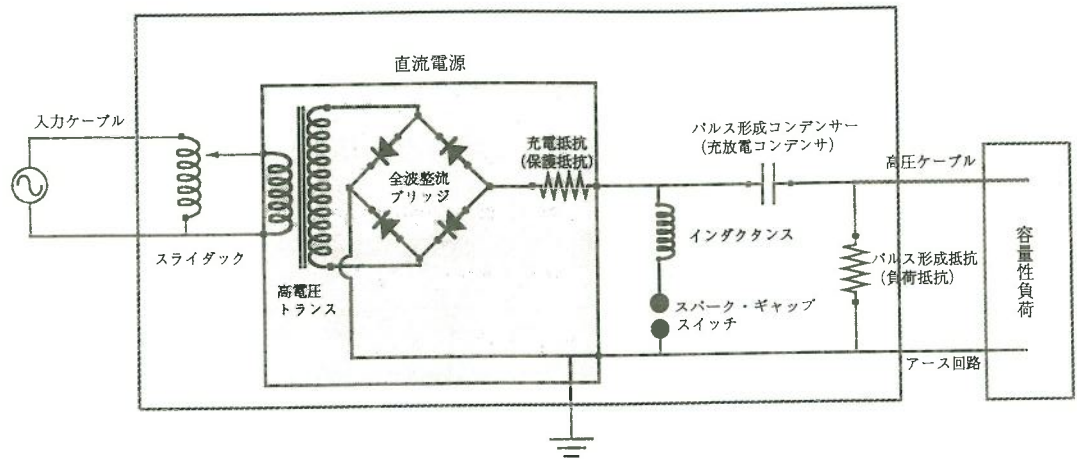 直流電源
入力ケーブル
パルス形成コンデンサー
(充放電コンデンサ)
充電抵抗
(保護抵抗)
高圧ケーブル
全波整流
ブリッジ
スライダック
インダクタンス
容量性負荷
パルス形成抵抗
(負荷抵抗)
高電圧
トランス
スパーク・ギャップ
スイッチ
アース回路